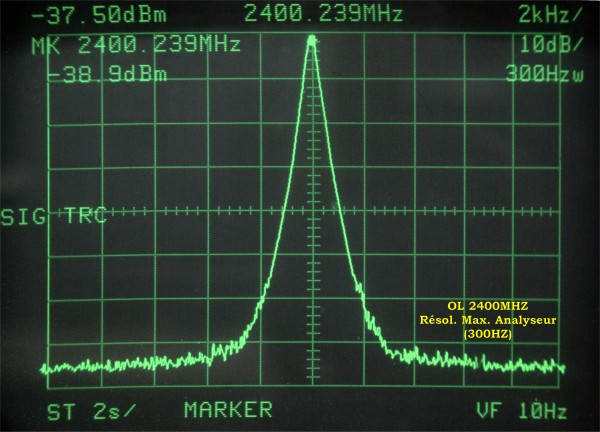 -37.50dBm 2400.239MHz 2kHz/
MK 2400.239MHz 10dB/
-38.9dBm 300Hzw
SIG TRC
OL 2400MHZ
Résol. Max. Analyseur
(300HZ)
ST 2s/ MARKER VF 10Hz